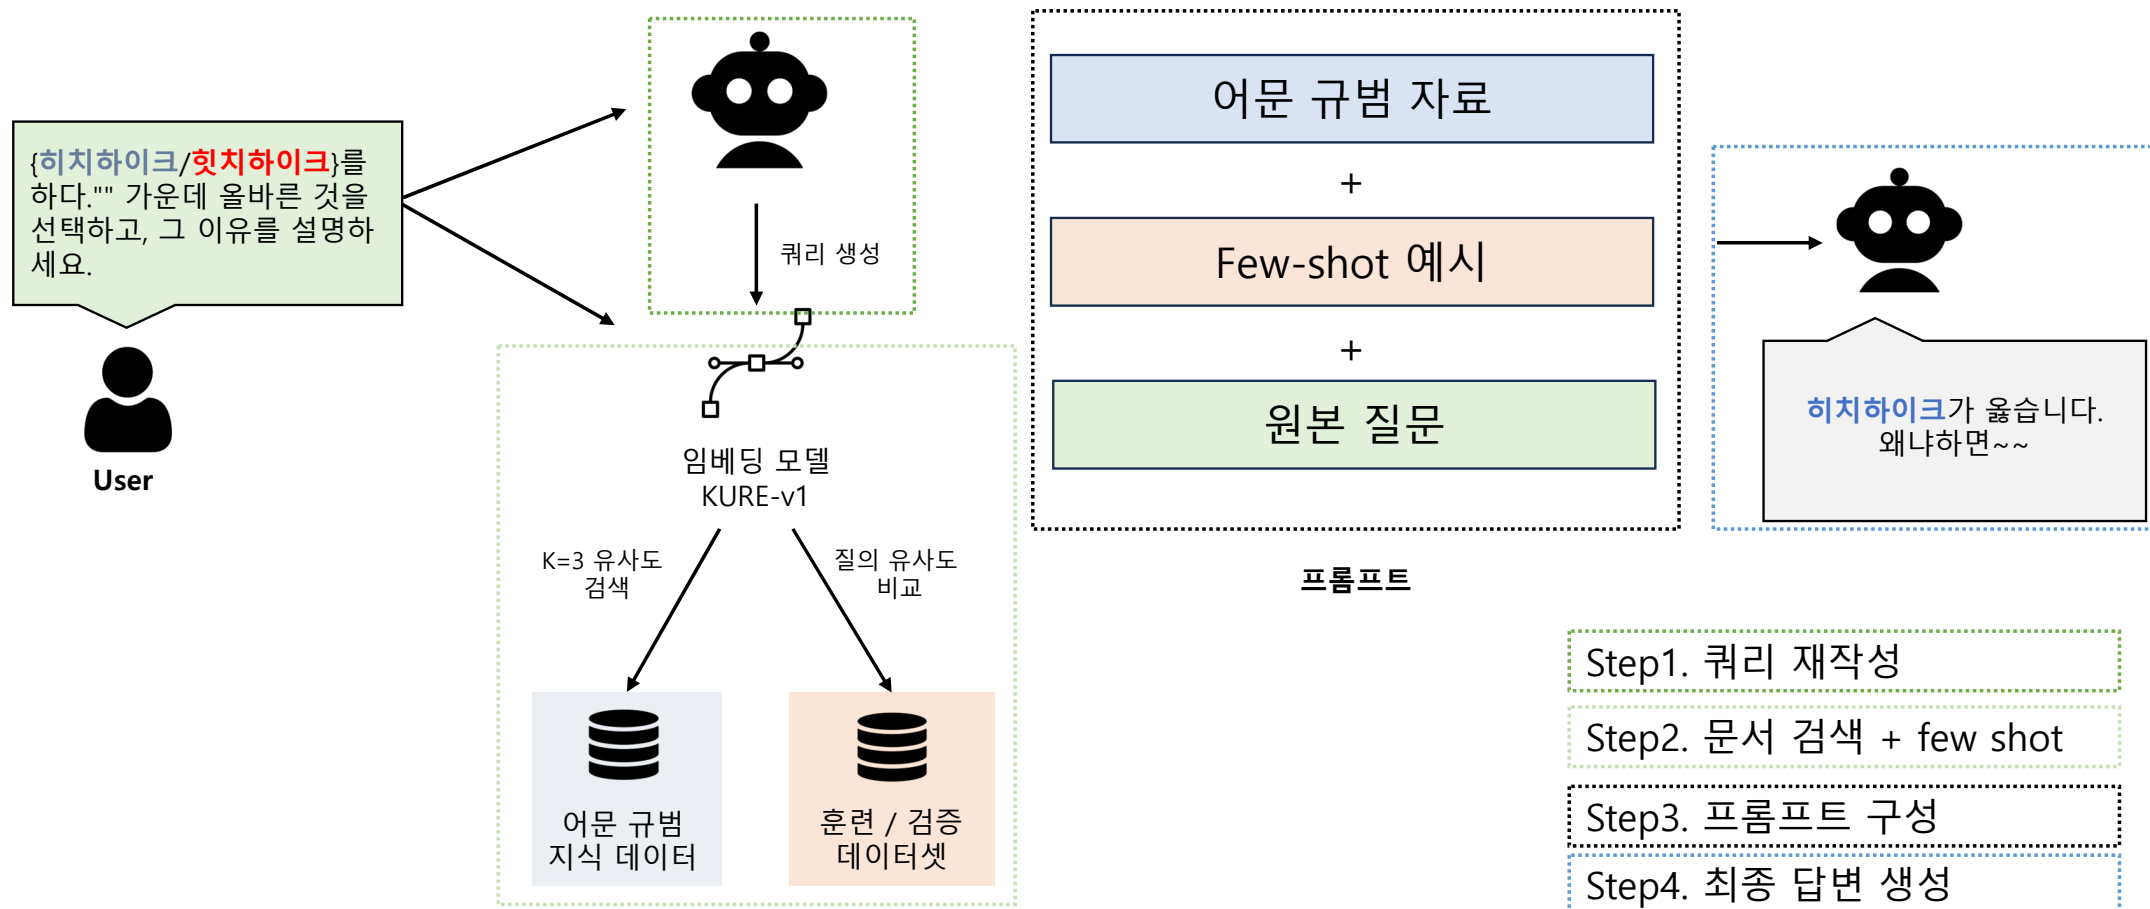 {히치하이크/힛치하이크}를
하다."" 가운데 올바른 것을
선택하고, 그 이유를 설명하
세요.
User
쿼리 생성
임베딩 모델
KURE-v1
K=3 유사도
검색
질의 유사도
비교
어문 규범
지식 데이터
훈련 / 검증
데이터셋
어문 규범 자료
+
Few-shot 예시
+
원본 질문
프롬프트
히치하이크가 옳습니다.
왜냐하면~~
Step1. 쿼리 재작성
Step2. 문서 검색 + few shot
Step3. 프롬프트 구성
Step4. 최종 답변 생성